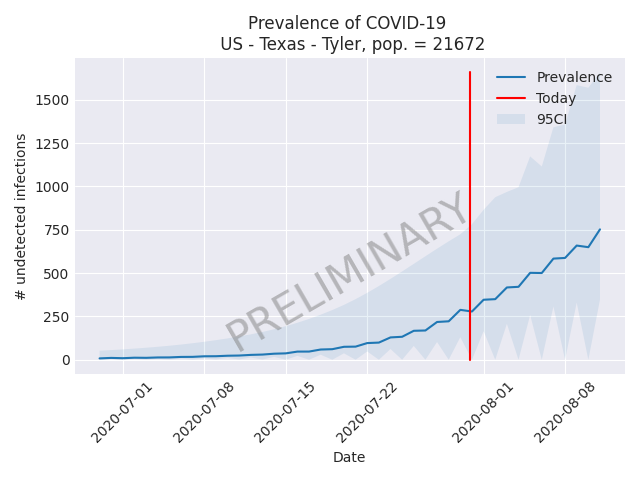 Prevalence of COVID-19
US - Texas - Tyler, pop. = 21672
Prevalence
Today
95CI
PRELIMINARY
# undetected infections
1500
1250
1000
750
500
250
0
2020-07-01
2020-07-08
2020-07-15
2020-07-22
2020-08-01
2020-08-08
Date